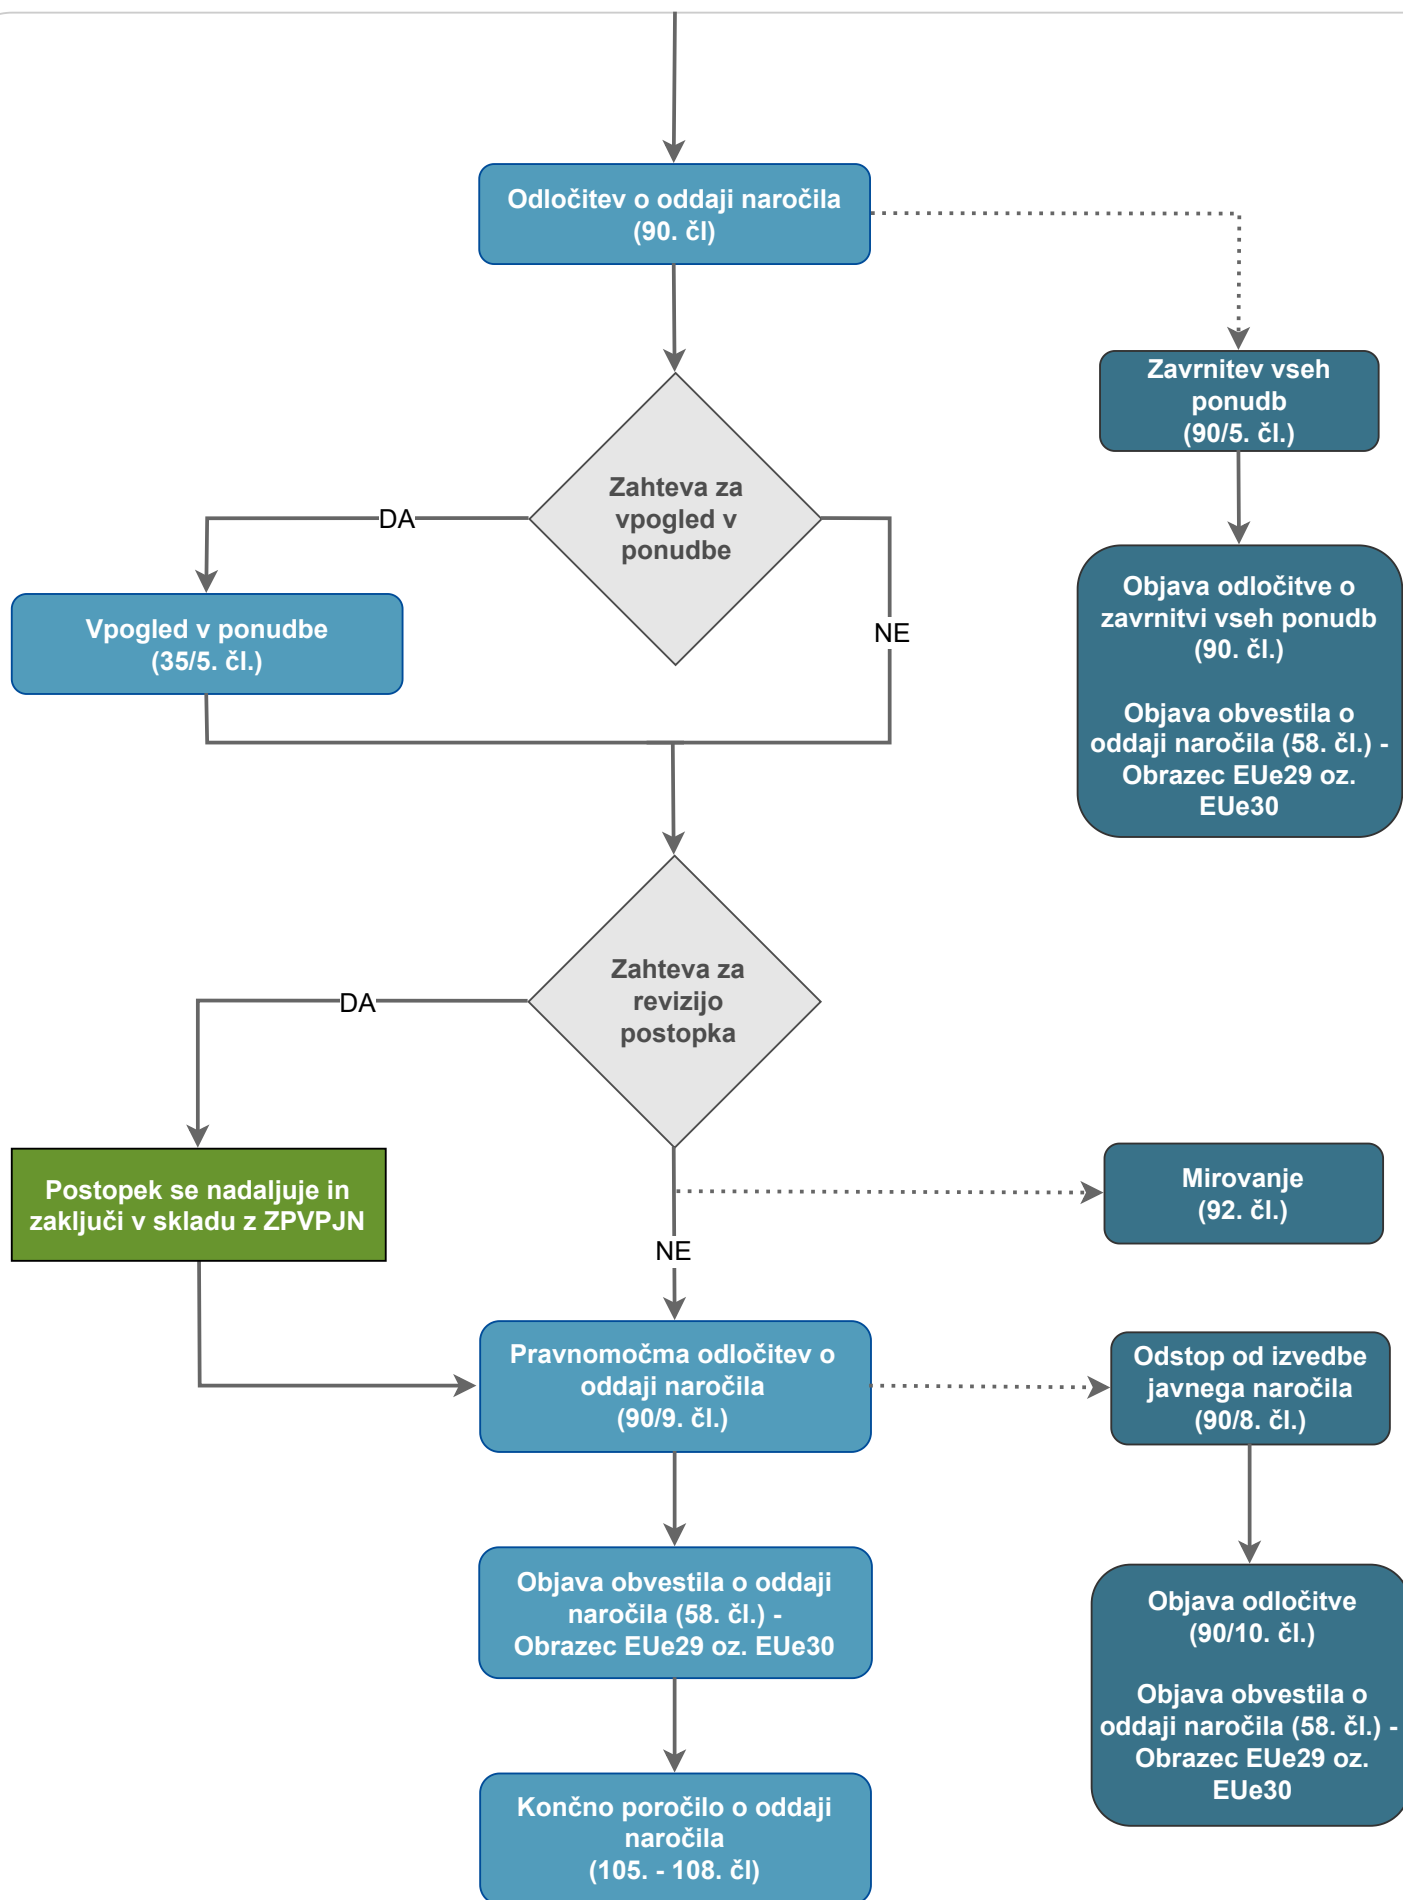 Odločitev o oddaji naročila
(90. čl)
Zavrnitev vseh
ponudb
(90/5. čl.)
Zahteva za
vpogled v
ponudbe
DA
NE
Vpogled v ponudbe
(35/5. čl.)
Objava odločitve o
zavrnitvi vseh ponudb
(90. čl.)
Objava obvestila o
oddaji naročila (58. čl.) -
Obrazec EUe29 oz.
EUe30
Zahteva za
revizijo
postopka
DA
Postopek se nadaljuje in
zaključi v skladu z ZPVPJN
Mirovanje
(92. čl.)
NE
Pravnomočma odločitev o
oddaji naročila
(90/9. čl.)
Odstop od izvedbe
javnega naročila
(90/8. čl.)
Objava obvestila o oddaji
naročila (58. čl.) -
Obrazec EUe29 oz. EUe30
Objava odločitve
(90/10. čl.)
Objava obvestila o
oddaji naročila (58. čl.) -
Obrazec EUe29 oz.
EUe30
Končno poročilo o oddaji
naročila
(105. - 108. čl)